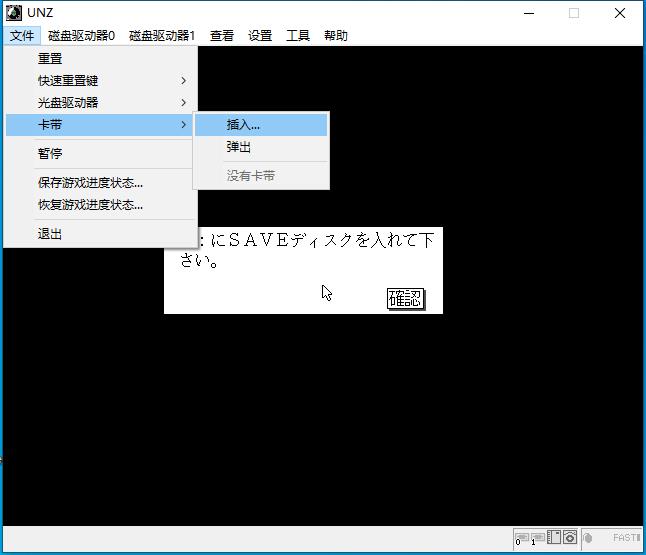 UNZ
文件 磁盘驱动器0 磁盘驱动器1 查看 设置 工具 帮助
重置
快速重置键
光盘驱动器
卡带
暂停
保存游戏进度状态...
恢复游戏进度状态...
退出
插入...
弹出
没有卡带
：にＳＡＶＥディスクを入れて下
さい。
確認
0 1 FAST